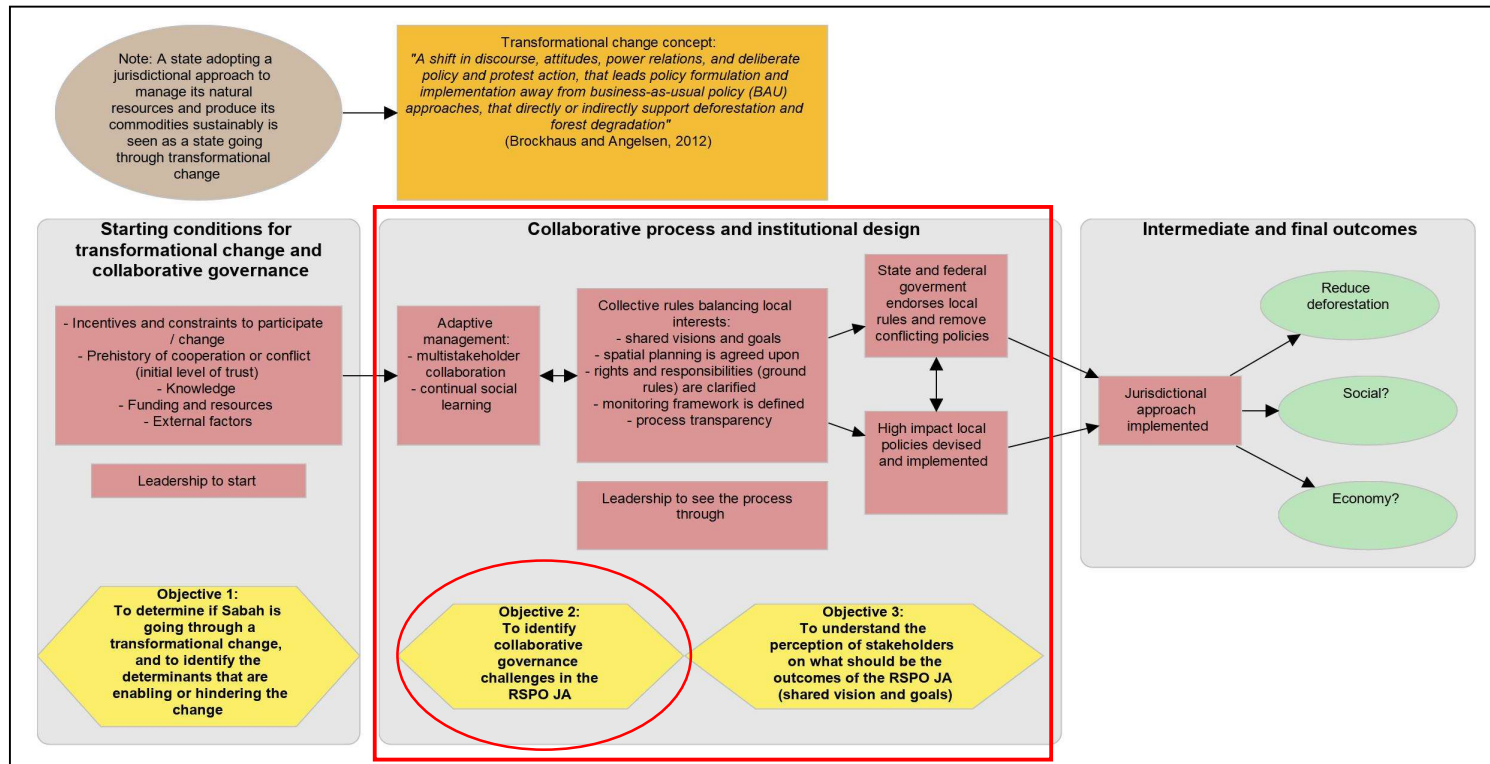 Note: A state adopting a
jurisdictional approach to
manage its natural
resources and produce its
commodities sustainably is
seen as a state going
through transformational
change
Transformational change concept:
"A shift in discourse, attitudes, power relations, and deliberate
policy and protest action, that leads policy formulation and
implementation away from business-as-usual policy (BAU)
approaches, that directly or indirectly support deforestation and
forest degradation"
(Brockhaus and Angelsen, 2012)
Starting conditions for
transformational change and
collaborative governance
- Incentives and constraints to participate
/ change
- Prehistory of cooperation or conflict
(initial level of trust)
- Knowledge
- Funding and resources
- External factors
Leadership to start
Objective 1:
To determine if Sabah is
going through a
transformational change,
and to identify the
determinants that are
enabling or hindering the
change
Collaborative process and institutional design
Adaptive
management:
- multistakeholder
collaboration
- continual social
learning
Collective rules balancing local
interests:
- shared visions and goals
- spatial planning is agreed upon
- rights and responsibilities (ground
rules) are clarified
- monitoring framework is defined
- process transparency
Leadership to see the process
through
State and federal
goverment
endorses local
rules and remove
conflicting policies
High impact local
policies devised
and implemented
Objective 2:
To identify
collaborative
governance
challenges in the
RSPO JA
Objective 3:
To understand the
perception of stakeholders
on what should be the
outcomes of the RSPO JA
(shared vision and goals)
Intermediate and final outcomes
Jurisdictional
approach
implemented
Reduce
deforestation
Social?
Economy?